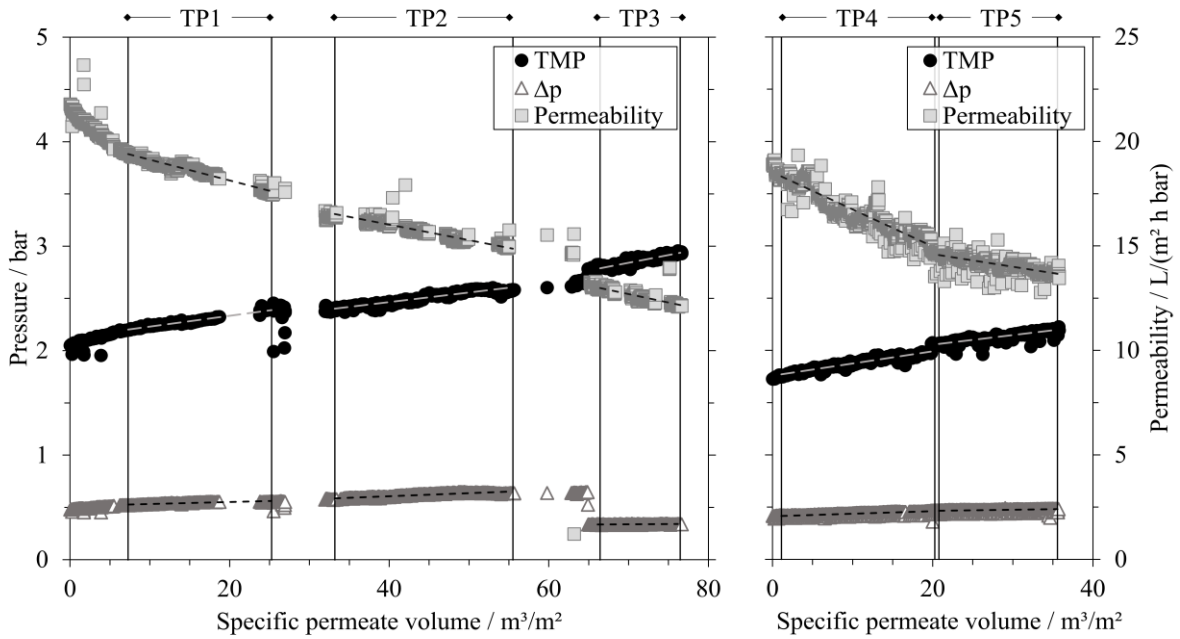 TP1 TP2 TP3 TP4 TP5
5 25
TMP TMP
Δp Δp
Permeability Permeability
4 20
3 15
2 10
1 5
0 0
0 20 40 60 80 0 20 40
Pressure / bar
Permeability / L/(m² h bar)
Specific permeate volume / m³/m² Specific permeate volume / m³/m²